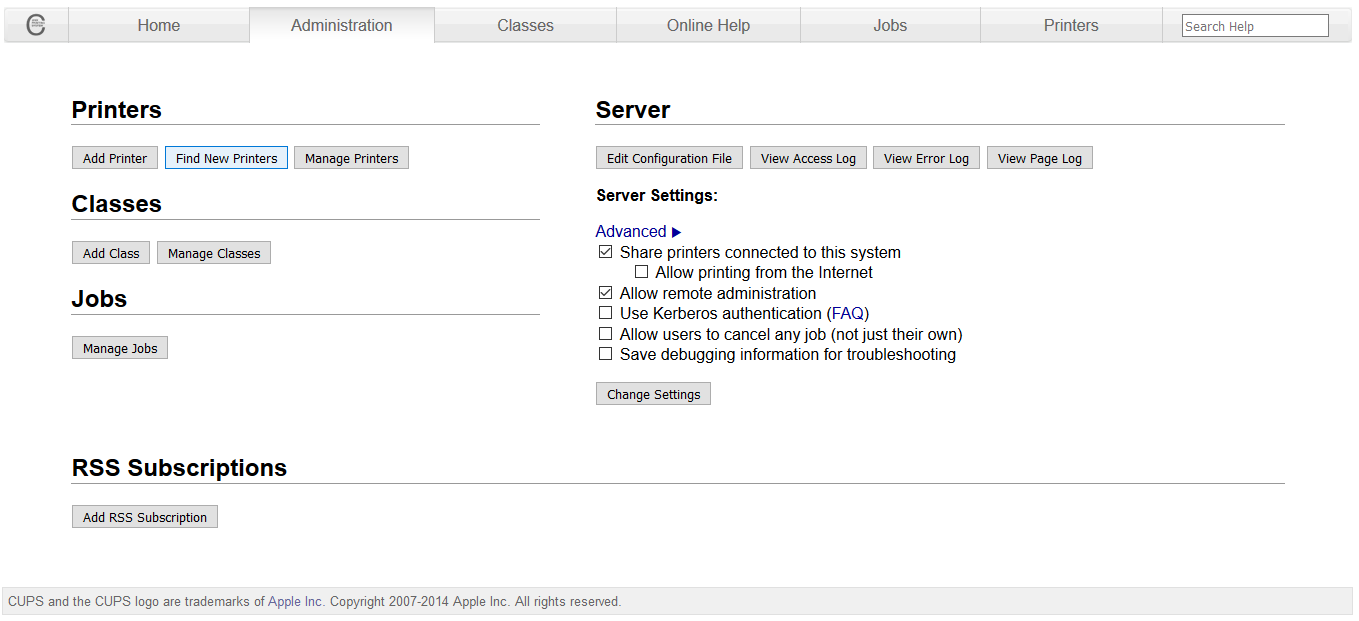 Home Administration Classes Online Help Jobs Printers Search Help
Printers
Add Printer Find New Printers Manage Printers
Classes
Add Class Manage Classes
Jobs
Manage Jobs
Server
Edit Configuration File View Access Log View Error Log View Page Log
Server Settings:
Advanced ▶
Share printers connected to this system
Allow printing from the Internet
Allow remote administration
Use Kerberos authentication (FAQ)
Allow users to cancel any job (not just their own)
Save debugging information for troubleshooting
Change Settings
RSS Subscriptions
Add RSS Subscription
CUPS and the CUPS logo are trademarks of Apple Inc. Copyright 2007-2014 Apple Inc. All rights reserved.